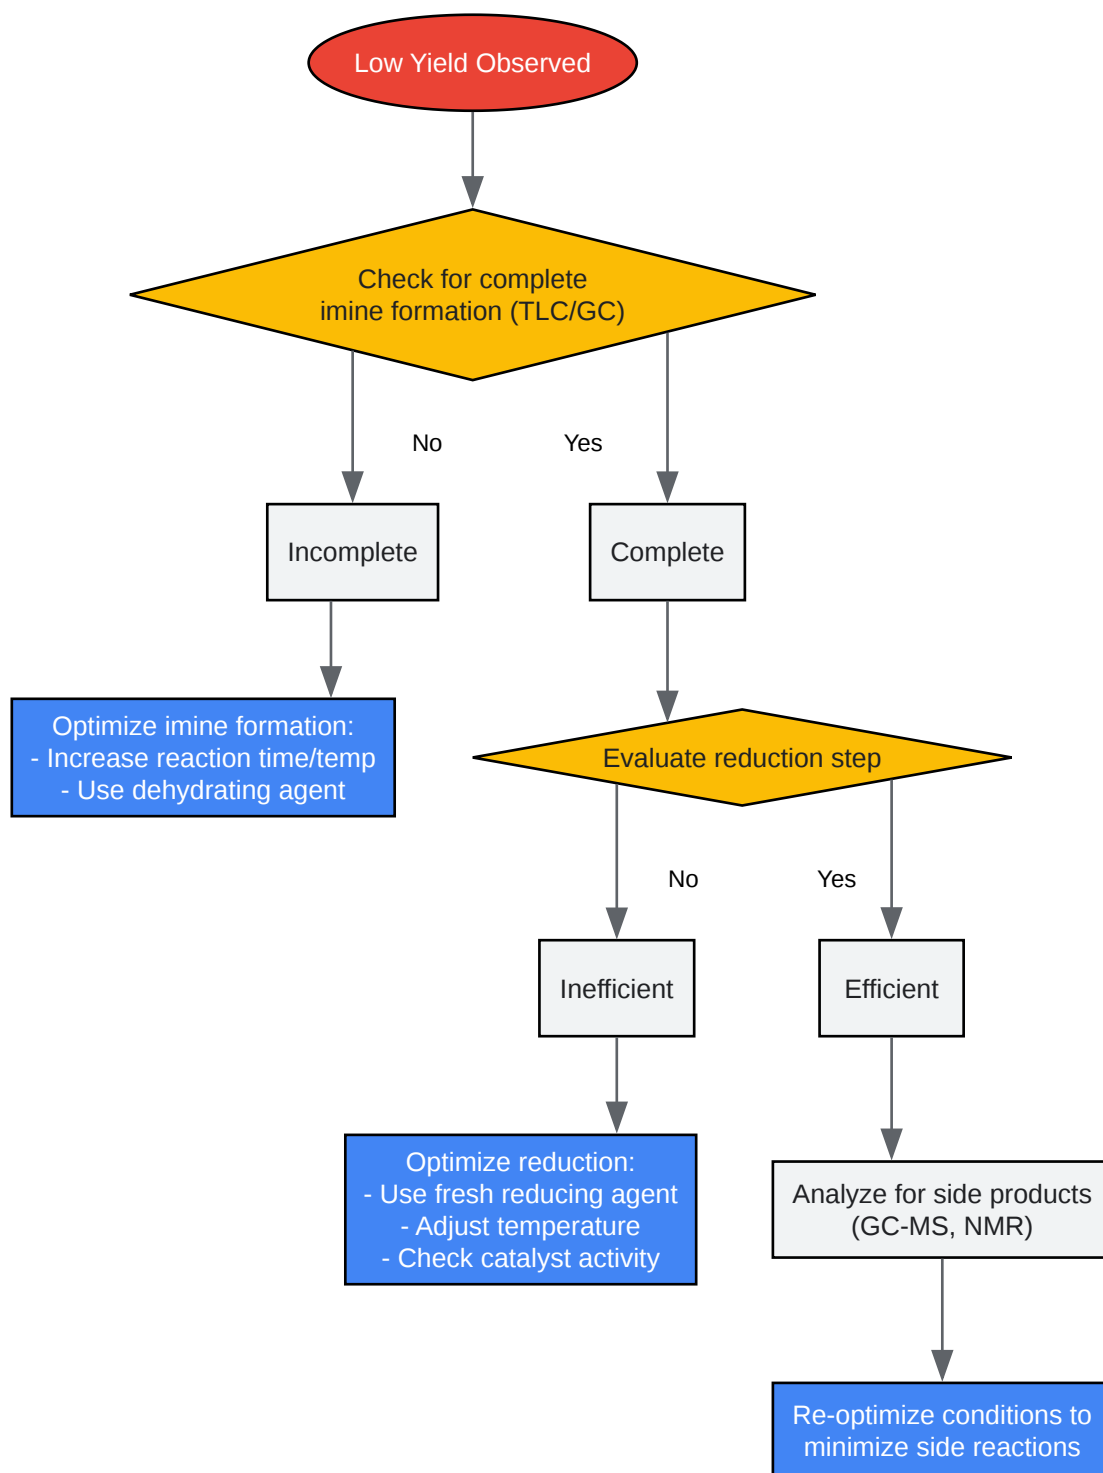 Low Yield Observed
Check for complete
imine formation (TLC/GC)
No
Yes
Incomplete
Complete
Optimize imine formation:
- Increase reaction time/temp
- Use dehydrating agent
Evaluate reduction step
No
Yes
Inefficient
Efficient
Optimize reduction:
- Use fresh reducing agent
- Adjust temperature
- Check catalyst activity
Analyze for side products
(GC-MS, NMR)
Re-optimize conditions to
minimize side reactions